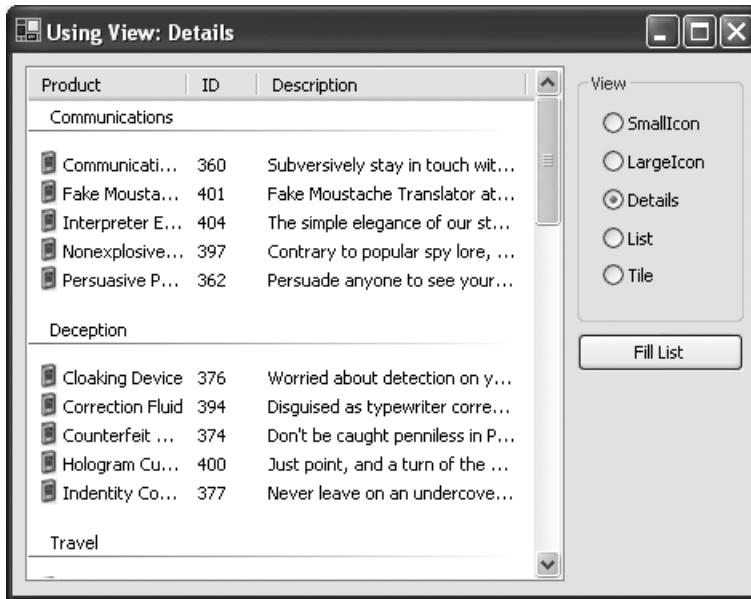 Using View: Details
Product ID Description
Communications
Communicati... 360 Subversively stay in touch wit...
Fake Mousta... 401 Fake Moustache Translator at...
Interpreter E... 404 The simple elegance of our st...
Nonexplosive... 397 Contrary to popular spy lore, ...
Persuasive P... 362 Persuade anyone to see your...
Deception
Cloaking Device 376 Worried about detection on y...
Correction Fluid 394 Disguised as typewriter corre...
Counterfeit ... 374 Don't be caught penniless in P...
Hologram Cu... 400 Just point, and a turn of the ...
Indentity Co... 377 Never leave on an undercove...
Travel
View
SmallIcon
LargeIcon
Details
List
Tile
Fill List